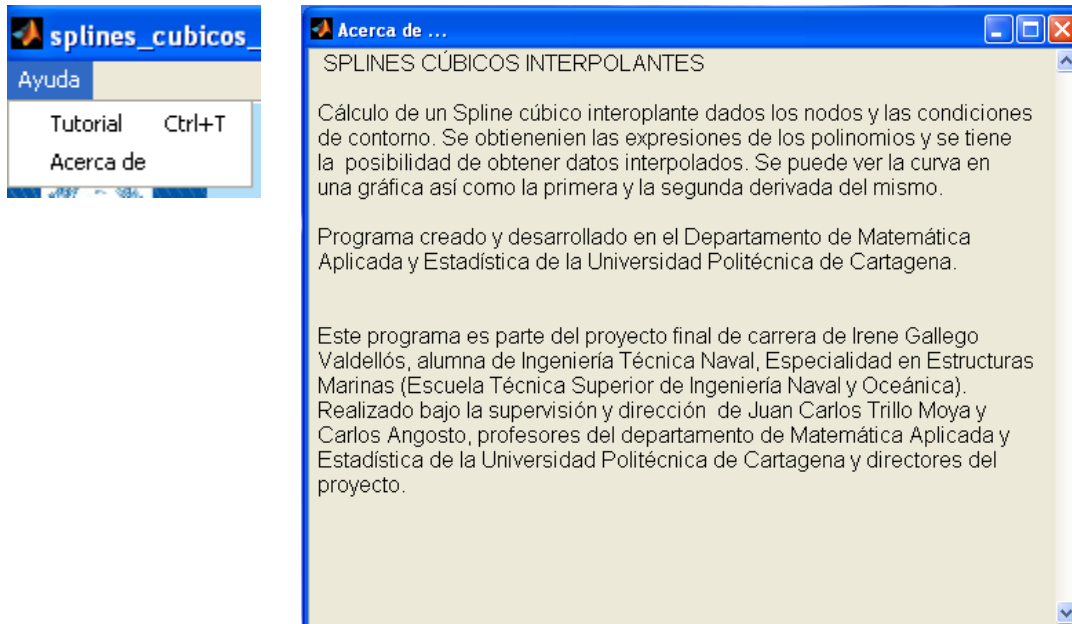 splines_cubicos_
Ayuda
Tutorial Ctrl+T
Acerca de
Acerca de ...
SPLINES CÚBICOS INTERPOLANTES
Cálculo de un Spline cúbico interoplante dados los nodos y las condiciones
de contorno. Se obtienenien las expresiones de los polinomios y se tiene
la posibilidad de obtener datos interpolados. Se puede ver la curva en
una gráfica así como la primera y la segunda derivada del mismo.
Programa creado y desarrollado en el Departamento de Matemática
Aplicada y Estadística de la Universidad Politécnica de Cartagena.
Este programa es parte del proyecto final de carrera de Irene Gallego
Valdellós, alumna de Ingeniería Técnica Naval, Especialidad en Estructuras
Marinas (Escuela Técnica Superior de Ingeniería Naval y Oceánica).
Realizado bajo la supervisión y dirección de Juan Carlos Trillo Moya y
Carlos Angosto, profesores del departamento de Matemática Aplicada y
Estadística de la Universidad Politécnica de Cartagena y directores del
proyecto.